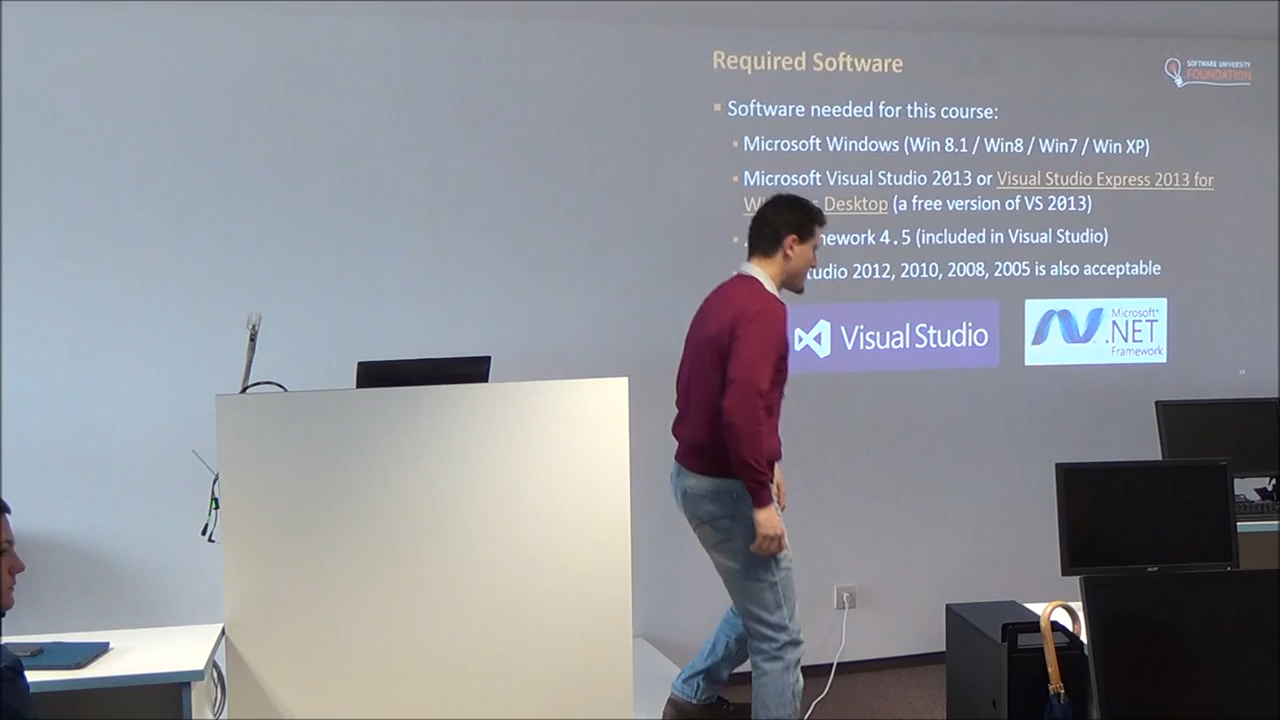 Required Software
SOFTWARE UNIVERSITY
FOUNDATION
Software needed for this course:
Microsoft Windows (Win 8.1 / Win8 / Win7 / Win XP)
Microsoft Visual Studio 2013 or Visual Studio Express 2013 for
Desktop (a free version of VS 2013)
4.5 (included in Visual Studio)
2012, 2010, 2008, 2005 is also acceptable
Visual Studio
Microsoft®
.NET
Framework
acer